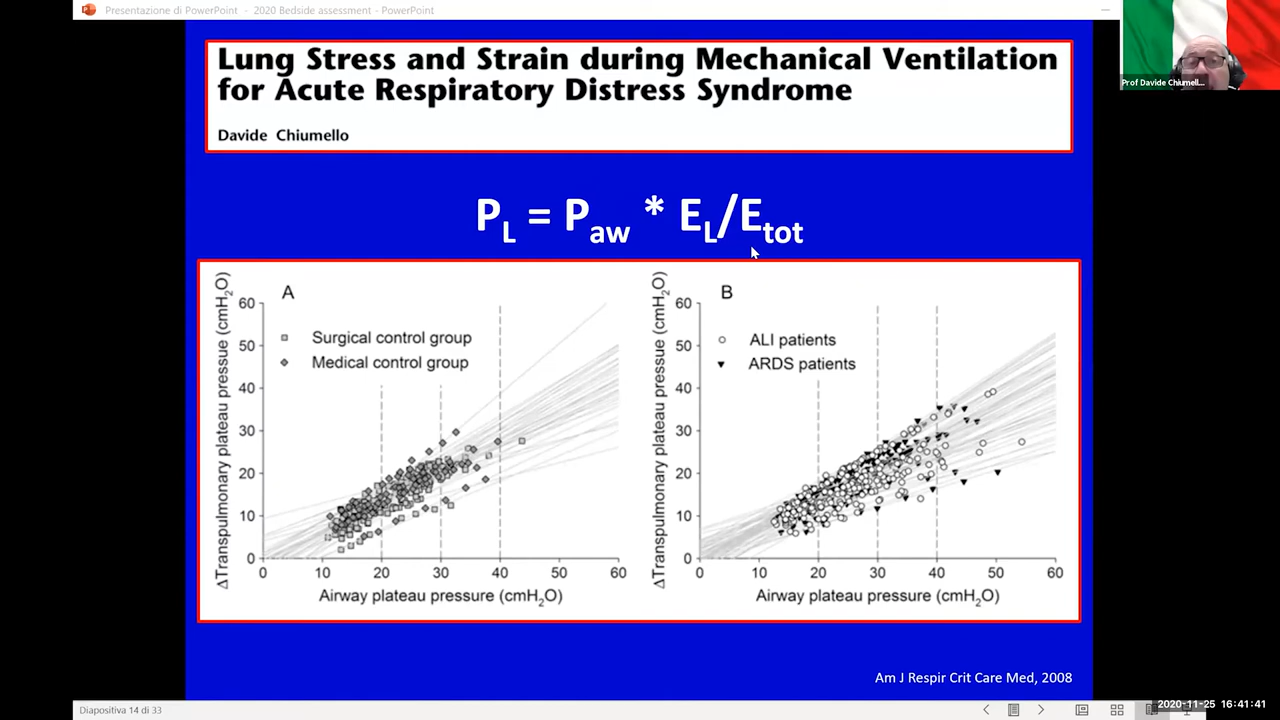 Presentazione di PowerPoint - 2020 Bedside assessment - PowerPoint
Prof Davide Chiumell...
Lung Stress and Strain during Mechanical Ventilation
for Acute Respiratory Distress Syndrome
Davide Chiumello
P_L = P_aw * E_L/E_tot
A
Surgical control group
Medical control group
ΔTranspulmonary plateau pressue (cmH₂O)
60
50
40
30
20
10
0
0 10 20 30 40 50 60
Airway plateau pressure (cmH₂O)
B
ALI patients
ARDS patients
ΔTranspulmonary plateau pressure (cmH₂O)
60
50
40
30
20
10
0
0 10 20 30 40 50 60
Airway plateau pressure (cmH₂O)
Am J Respir Crit Care Med, 2008
Diapositiva 14 di 33
2020-11-25 16:41:41